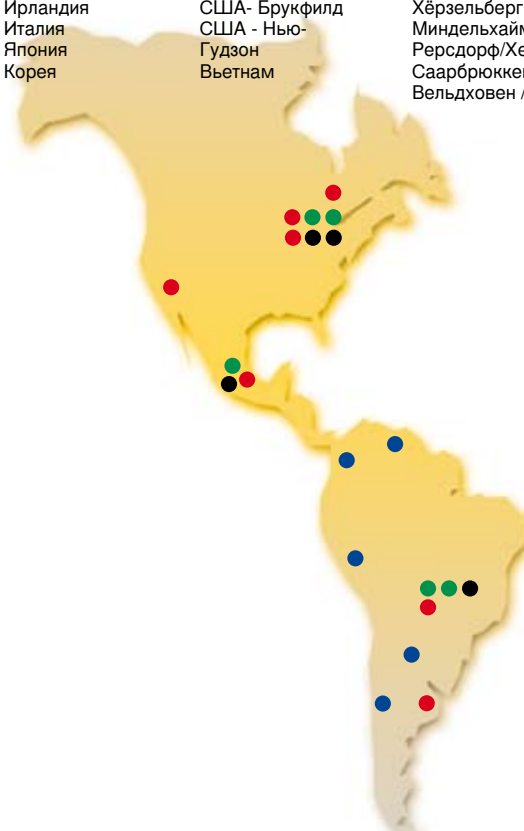 Ирландия
Италия
Япония
Корея
США- Брукфилд
США - Нью-
Гудзон
Вьетнам
Хёрзельберг
Миндельхайм
Рерсдорф/Хе
Саарбрюккен
Вельдховен /